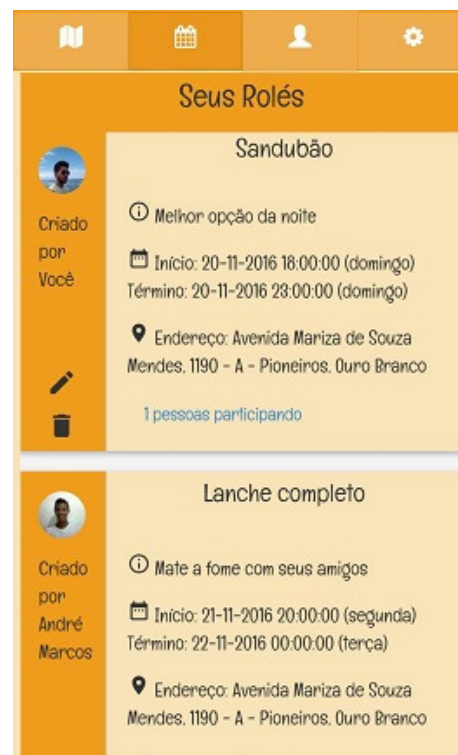 Seus Rolés
Sandubão
Criado
por
Você
Melhor opção da noite
Início: 20-11-2016 18:00:00 (domingo)
Término: 20-11-2016 23:00:00 (domingo)
Endereço: Avenida Mariza de Souza
Mendes, 1190 - A - Pioneiros, Ouro Branco
1 pessoas participando
Lanche completo
Criado
por
André
Marcos
Mate a fome com seus amigos
Início: 21-11-2016 20:00:00 (segunda)
Término: 22-11-2016 00:00:00 (terça)
Endereço: Avenida Mariza de Souza
Mendes, 1190 - A - Pioneiros, Ouro Branco